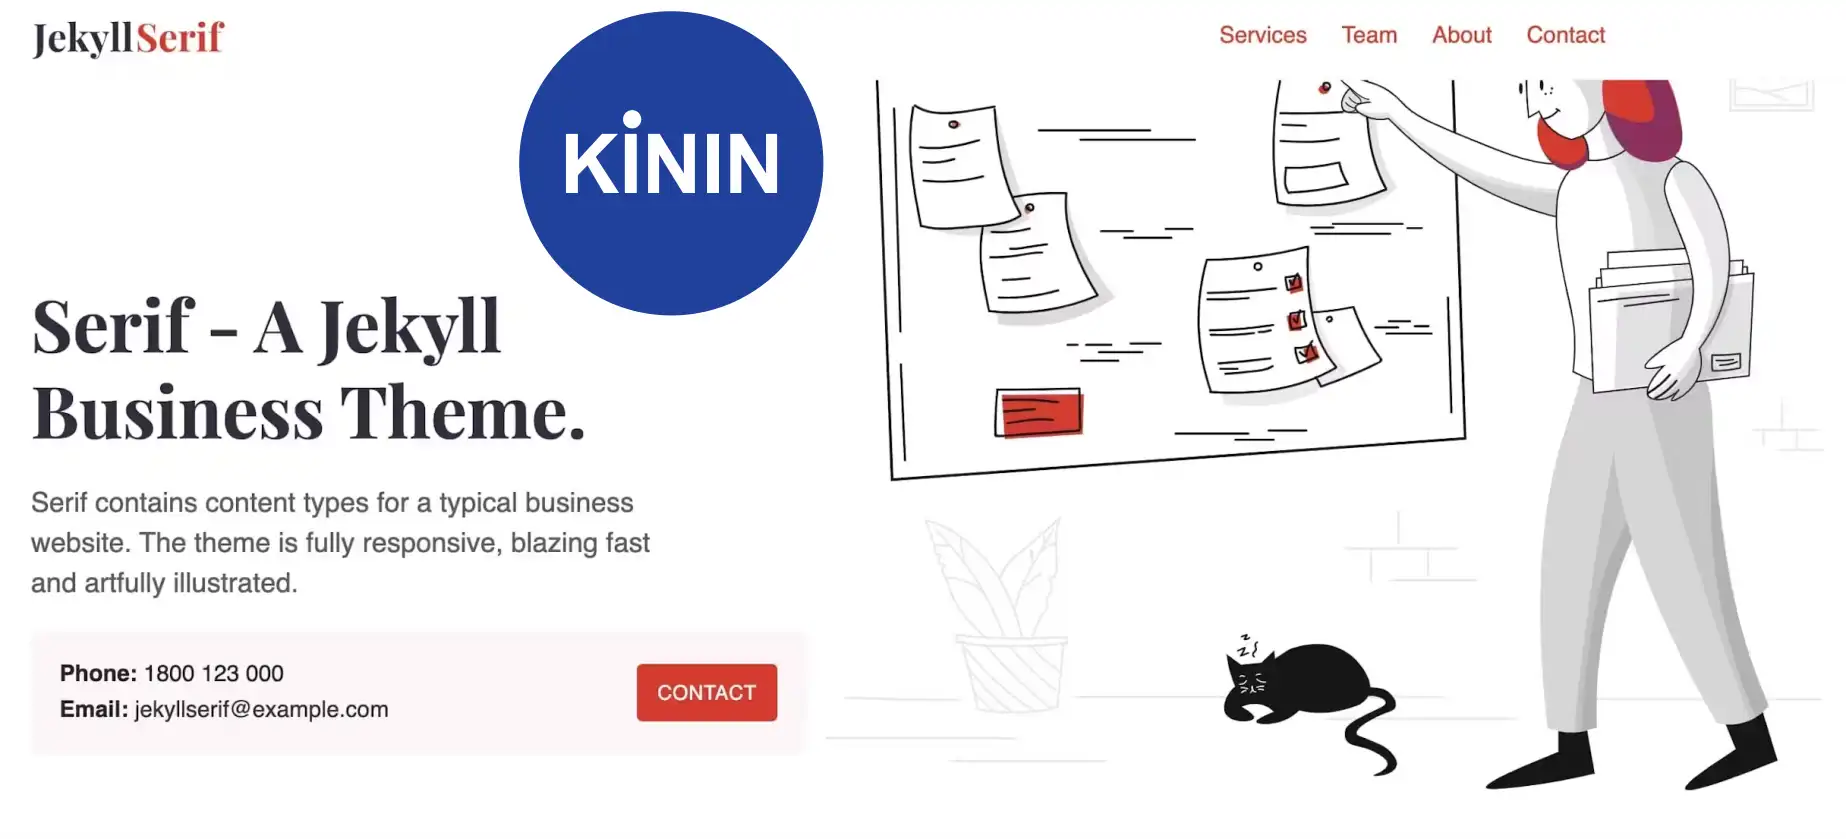 JekyllSerif
Services Team About Contact
KiNIN
Serif - A Jekyll
Business Theme.
Serif contains content types for a typical business
website. The theme is fully responsive, blazing fast
and artfully illustrated.
Phone: 1800 123 000
Email: jekyllserif@example.com
CONTACT
z
z